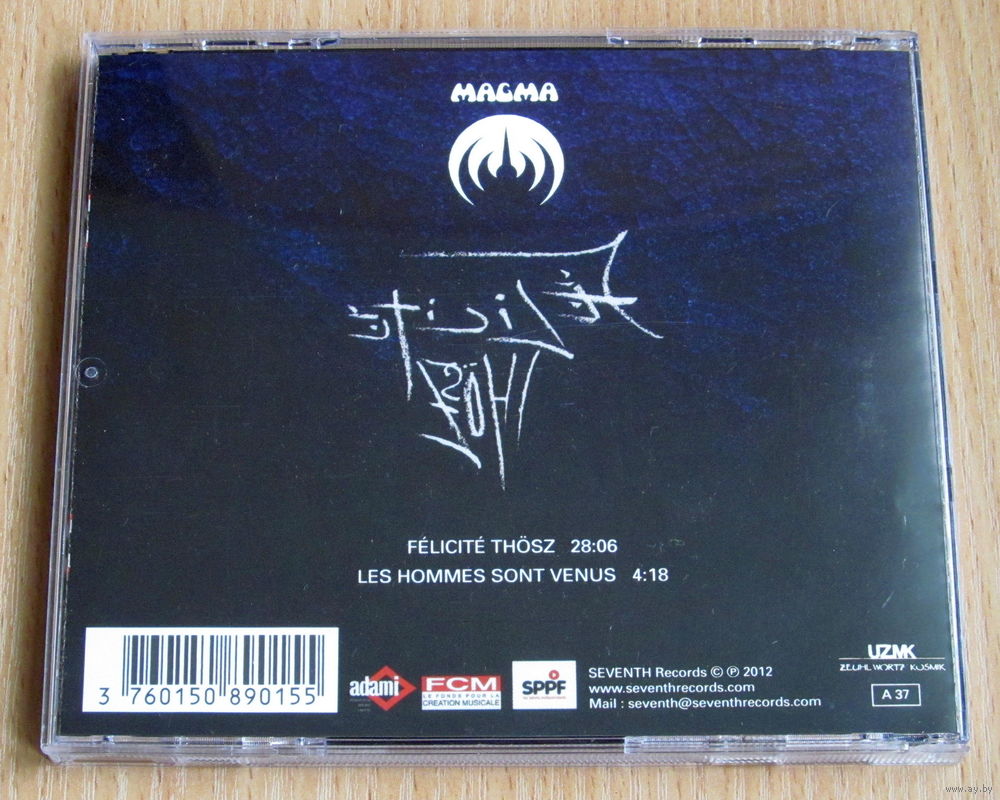 MAGMA
Félicité
Thösz
FÉLICITÉ THÖSZ 28:06
LES HOMMES SONT VENUS 4:18
3 760150 890155
adami
FCM
LE FONDS POUR LA
CRÉATION MUSICALE
SPPF
SEVENTH Records © ℗ 2012
www.seventhrecords.com
Mail : seventh@seventhrecords.com
UZMK
ZEUHL WORTZ KOSMIK
A 37
www.ay.by